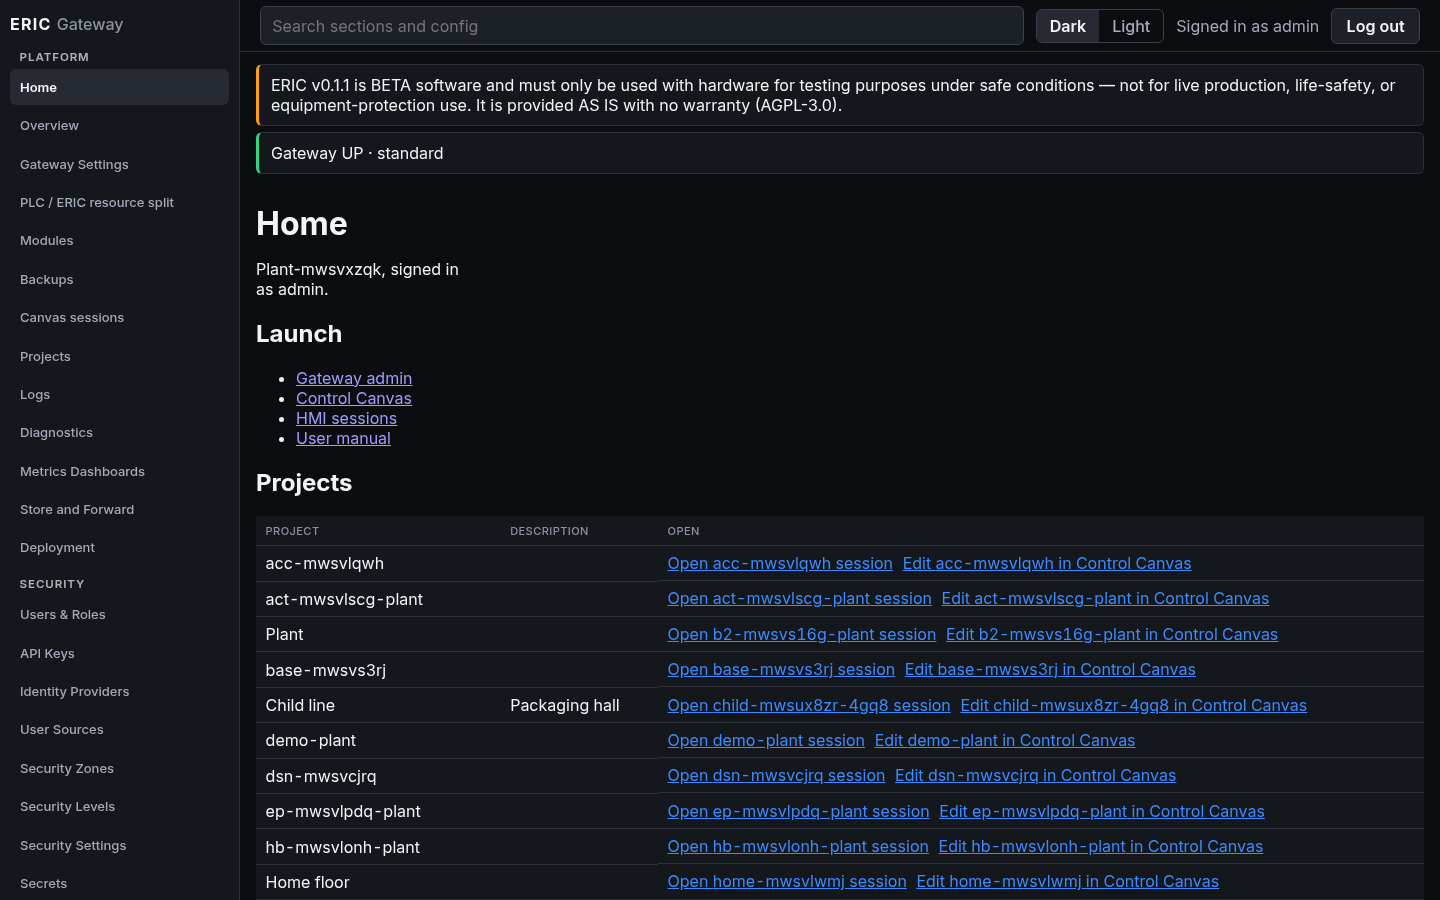 ERIC Gateway
PLATFORM
Home
Overview
Gateway Settings
PLC / ERIC resource split
Modules
Backups
Canvas sessions
Projects
Logs
Diagnostics
Metrics Dashboards
Store and Forward
Deployment
SECURITY
Users & Roles
API Keys
Identity Providers
User Sources
Security Zones
Security Levels
Security Settings
Secrets
Search sections and config
Dark Light Signed in as admin Log out
ERIC v0.1.1 is BETA software and must only be used with hardware for testing purposes under safe conditions — not for live production, life-safety, or
equipment-protection use. It is provided AS IS with no warranty (AGPL-3.0).
Gateway UP · standard
Home
Plant-mwsvxzqk, signed in
as admin.
Launch
Gateway admin
Control Canvas
HMI sessions
User manual
Projects
PROJECT DESCRIPTION OPEN
acc-mwsvlqwh Open acc-mwsvlqwh session Edit acc-mwsvlqwh in Control Canvas
act-mwsvlscg-plant Open act-mwsvlscg-plant session Edit act-mwsvlscg-plant in Control Canvas
Plant Open b2-mwsvs16g-plant session Edit b2-mwsvs16g-plant in Control Canvas
base-mwsvs3rj Open base-mwsvs3rj session Edit base-mwsvs3rj in Control Canvas
Child line Packaging hall Open child-mwsux8zr-4gq8 session Edit child-mwsux8zr-4gq8 in Control Canvas
demo-plant Open demo-plant session Edit demo-plant in Control Canvas
dsn-mwsvcjrq Open dsn-mwsvcjrq session Edit dsn-mwsvcjrq in Control Canvas
ep-mwsvlpdq-plant Open ep-mwsvlpdq-plant session Edit ep-mwsvlpdq-plant in Control Canvas
hb-mwsvlonh-plant Open hb-mwsvlonh-plant session Edit hb-mwsvlonh-plant in Control Canvas
Home floor Open home-mwsvlwmj session Edit home-mwsvlwmj in Control Canvas